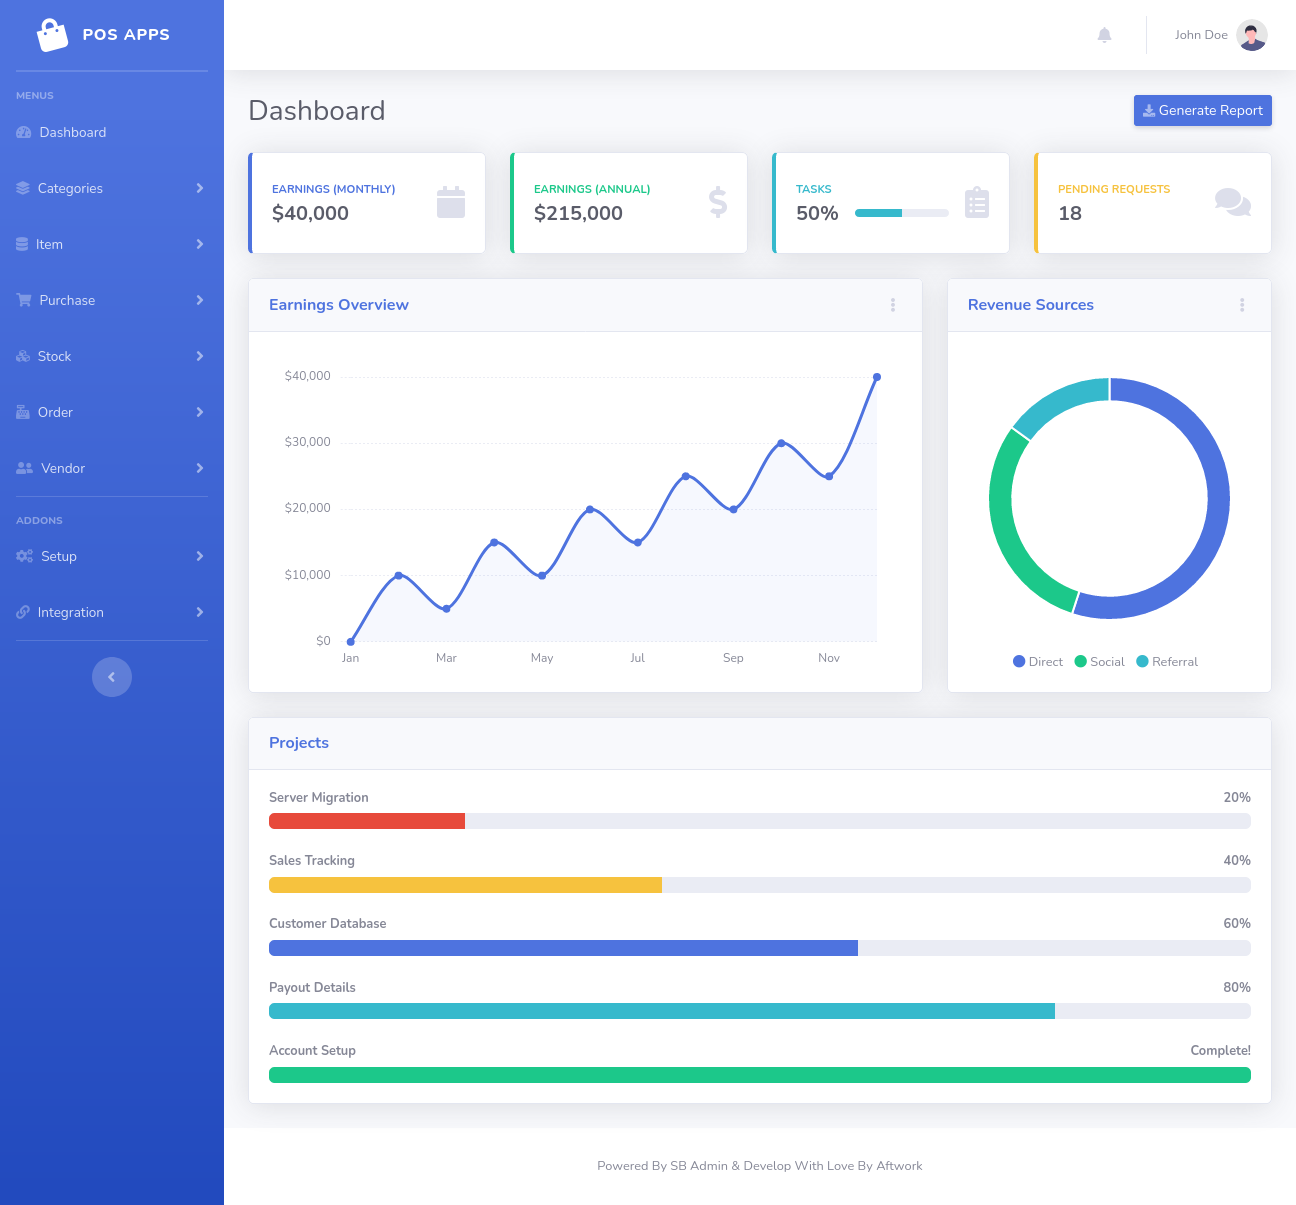 POS APPS
John Doe
MENUS
Dashboard
Categories
Item
Purchase
Stock
Order
Vendor
ADDONS
Setup
Integration
Dashboard
Generate Report
EARNINGS (MONTHLY)
$40,000
EARNINGS (ANNUAL)
$215,000
TASKS
50%
PENDING REQUESTS
18
Earnings Overview
$40,000
$30,000
$20,000
$10,000
$0
Jan Mar May Jul Sep Nov
Revenue Sources
Direct Social Referral
Projects
Server Migration 20%
Sales Tracking 40%
Customer Database 60%
Payout Details 80%
Account Setup Complete!
Powered By SB Admin & Develop With Love By Aftwork